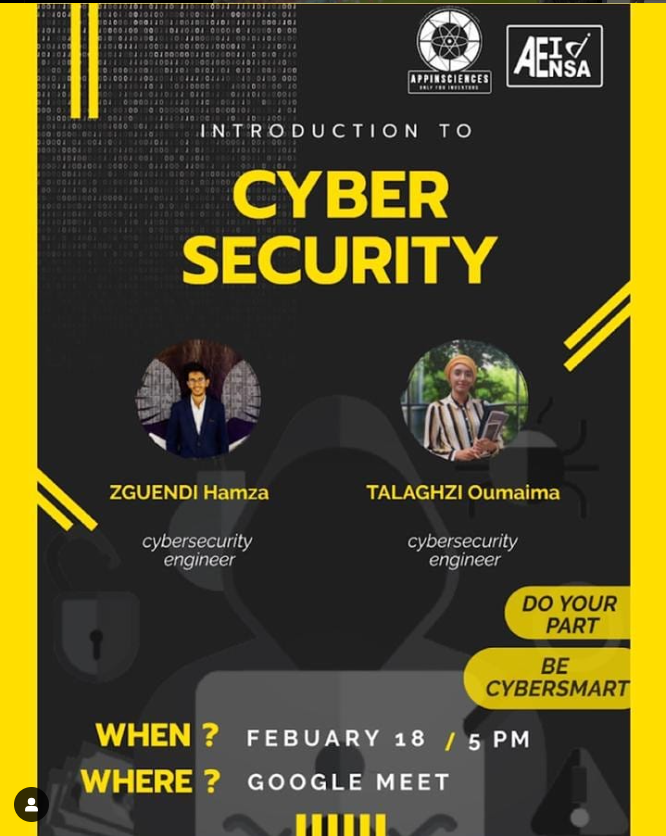 APPINSCIENCES
ONLY FOR INVENTORS
AEI
ENSA
INTRODUCTION TO
CYBER
SECURITY
ZGUENDI Hamza
TALAGHZI Oumaima
cybersecurity
engineer
cybersecurity
engineer
DO YOUR
PART
BE
CYBERSMART
WHEN ? FEBUARY 18 / 5 PM
WHERE ? GOOGLE MEET